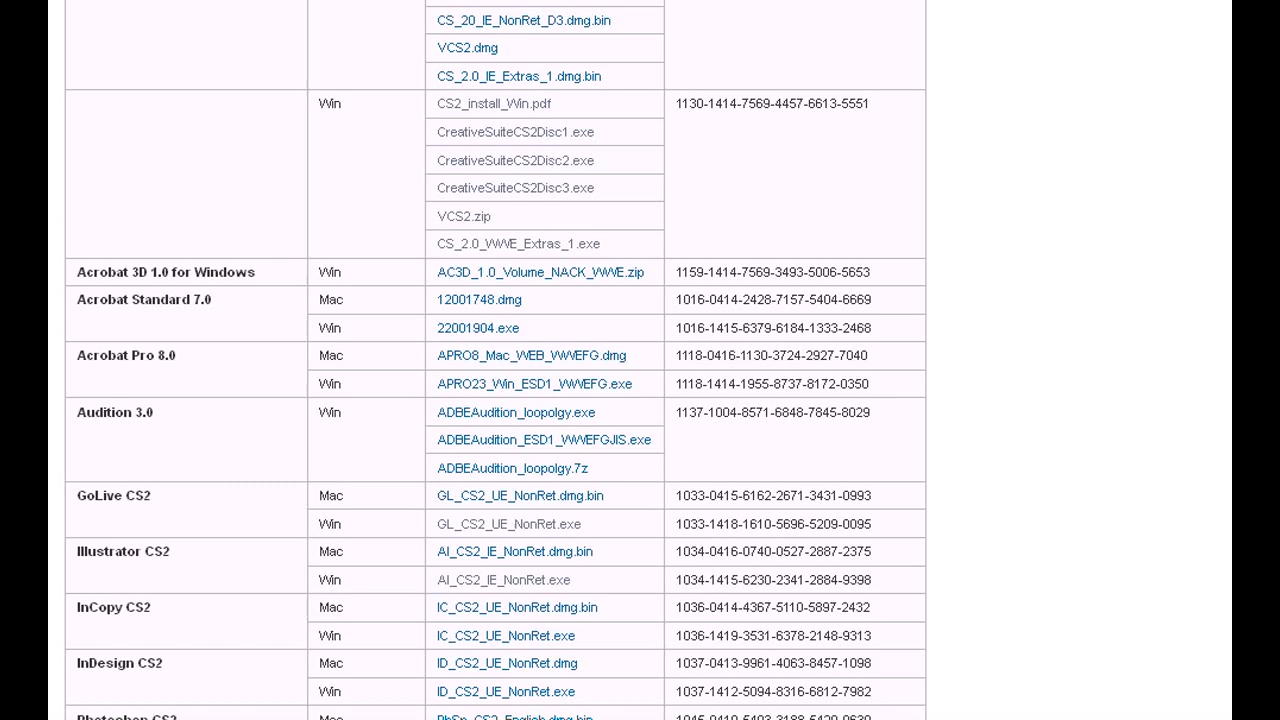 CS_20_IE_NonRet_D3.dmg.bin
VCS2.dmg
CS_2.0_IE_Extras_1.dmg.bin
Win CS2_install_Win.pdf 1130-1414-7569-4457-6613-5551
CreativeSuiteCS2Disc1.exe
CreativeSuiteCS2Disc2.exe
CreativeSuiteCS2Disc3.exe
VCS2.zip
CS_2.0_WWE_Extras_1.exe
Acrobat 3D 1.0 for Windows Win AC3D_1.0_Volume_NACK_WWE.zip 1159-1414-7569-3493-5006-5653
Acrobat Standard 7.0 Mac 12001748.dmg 1016-0414-2428-7157-5404-6669
Win 22001904.exe 1016-1415-6379-6184-1333-2468
Acrobat Pro 8.0 Mac APRO8_Mac_WEB_WWEFG.dmg 1118-0416-1130-3724-2927-7040
Win APRO23_Win_ESD1_WWEFG.exe 1118-1414-1955-8737-8172-0350
Audition 3.0 Win ADBEAudition_loopolgy.exe 1137-1004-8571-6848-7845-8029
ADBEAudition_ESD1_WWEFGJIS.exe
ADBEAudition_loopolgy.7z
GoLive CS2 Mac GL_CS2_UE_NonRet.dmg.bin 1033-0415-6162-2671-3431-0993
Win GL_CS2_UE_NonRet.exe 1033-1418-1610-5696-5209-0095
Illustrator CS2 Mac AI_CS2_IE_NonRet.dmg.bin 1034-0416-0740-0527-2887-2375
Win AI_CS2_IE_NonRet.exe 1034-1415-6230-2341-2884-9398
InCopy CS2 Mac IC_CS2_UE_NonRet.dmg.bin 1036-0414-4367-5110-5897-2432
Win IC_CS2_UE_NonRet.exe 1036-1419-3531-6378-2148-9313
InDesign CS2 Mac ID_CS2_UE_NonRet.dmg 1037-0413-9961-4063-8457-1098
Win ID_CS2_UE_NonRet.exe 1037-1412-5094-8316-6812-7982
Photoshop CS2 Mac PhSp_CS2_English.dmg.bin